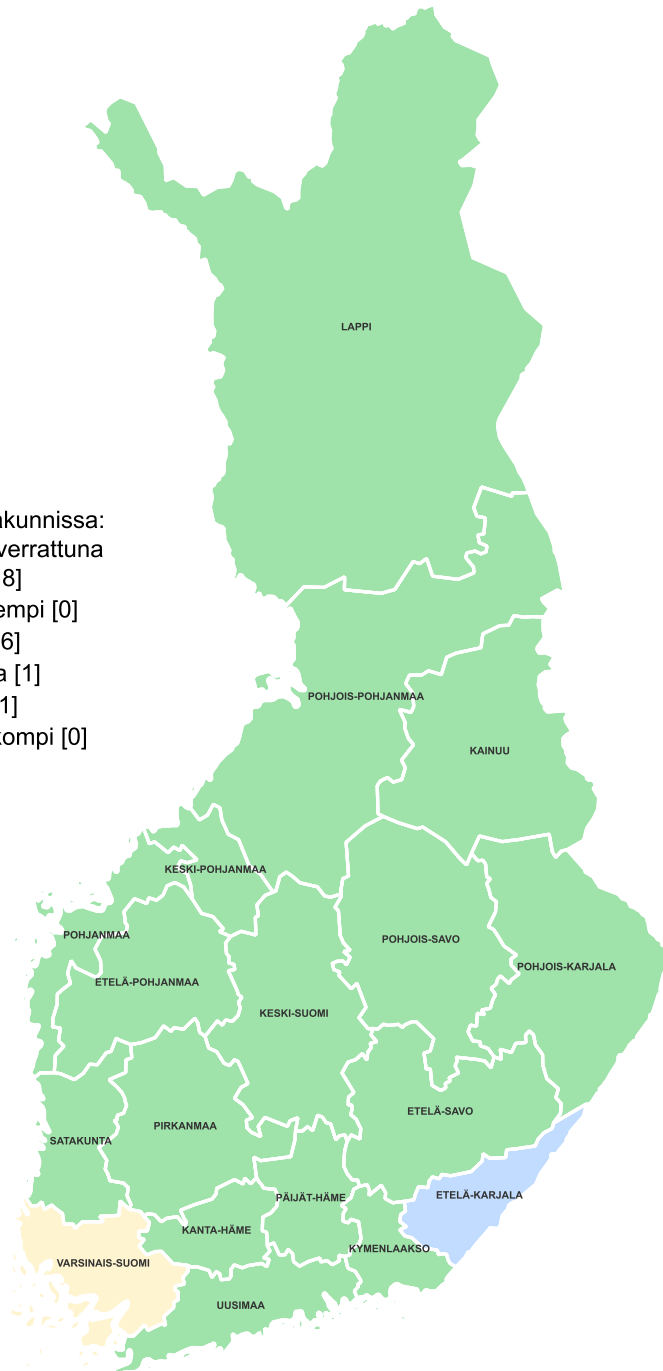 LAPPI
akunnissa:
verrattuna
8]
empi [0]
6]
a [1]
1]
kompi [0]
POHJOIS-POHJANMAA
KAINUU
KESKI-POHJANMAA
POHJANMAA
POHJOIS-SAVO
POHJOIS-KARJALA
ETELÄ-POHJANMAA
KESKI-SUOMI
ETELÄ-SAVO
PIRKANMAA
SATAKUNTA
ETELÄ-KARJALA
PÄIJÄT-HÄME
KANTA-HÄME
KYMENLAAKSO
VARSINAIS-SUOMI
UUSIMAA